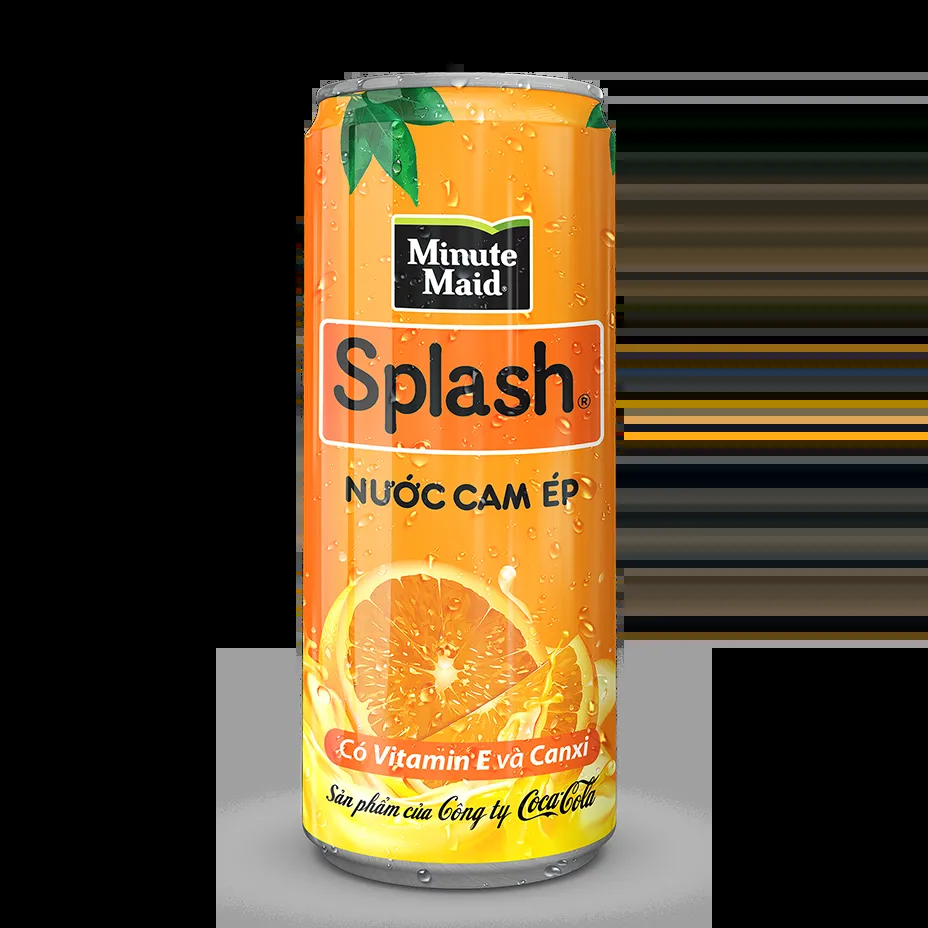 Minute
Maid®
Splash®
NƯỚC CAM ÉP
Có Vitamin E và Canxi
Sản phẩm của Công ty Coca-Cola